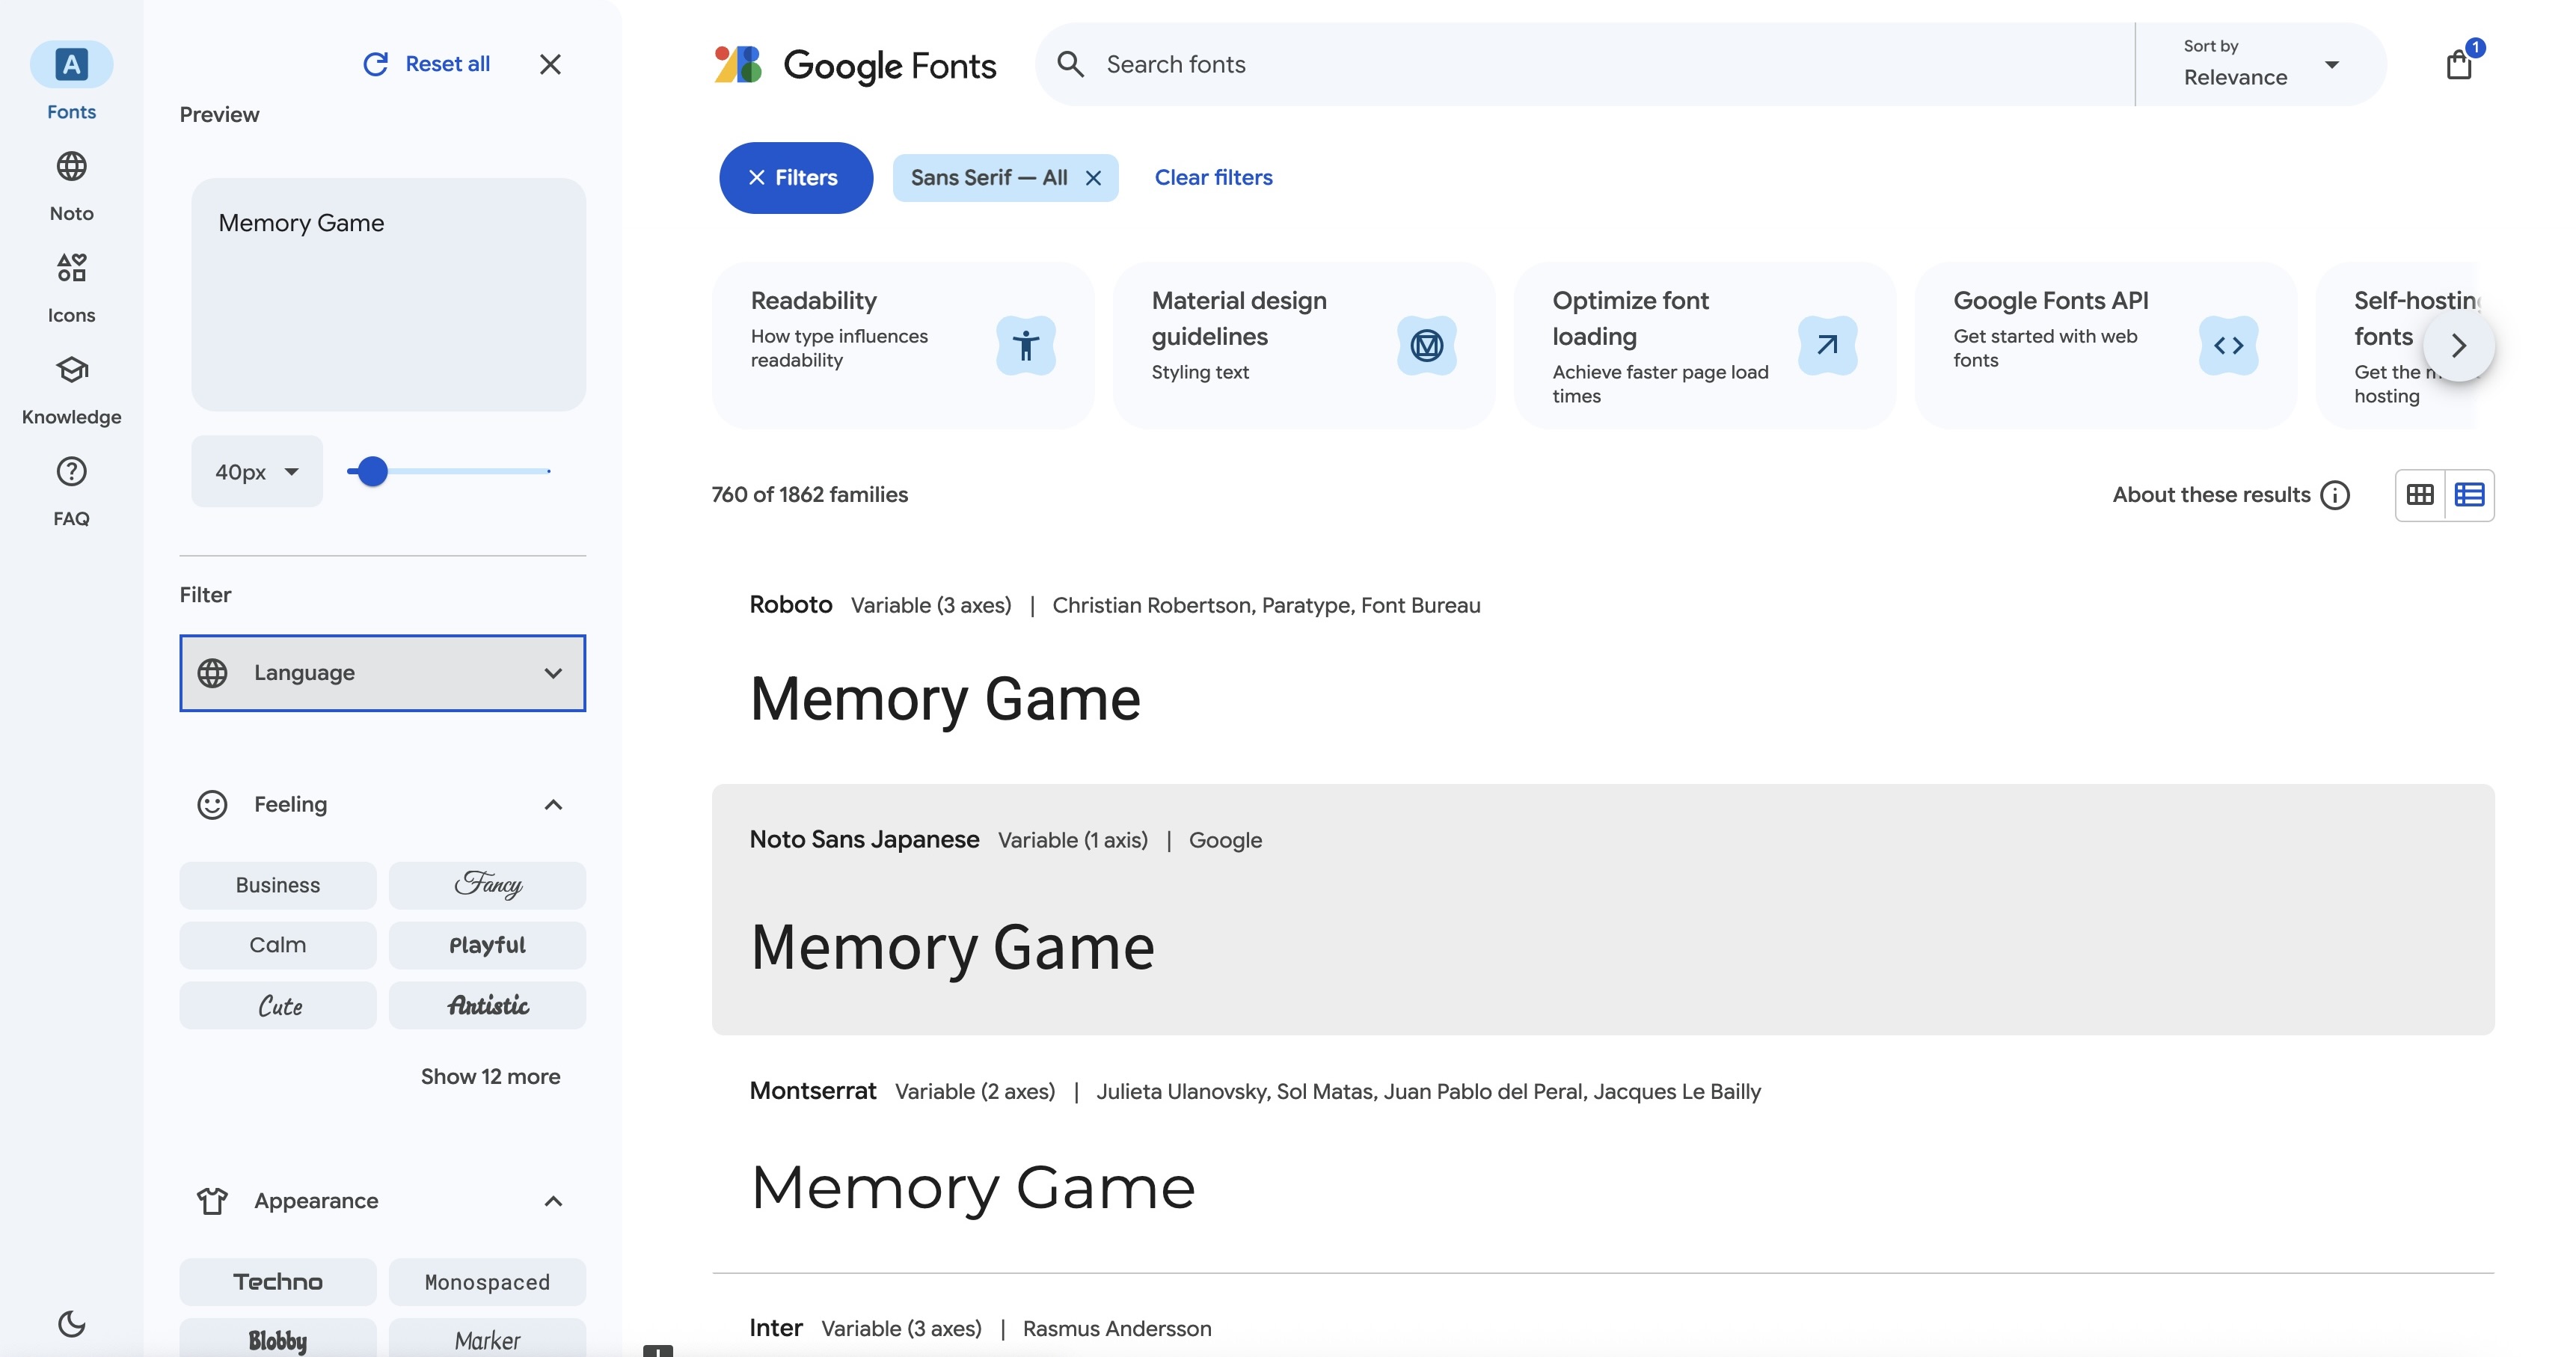 A
Fonts
Noto
Icons
Knowledge
FAQ
Reset all
Preview
Memory Game
40px
Filter
Language
Feeling
Business
Fancy
Calm
Playful
Cute
Artistic
Show 12 more
Appearance
Techno
Monospaced
Blobby
Marker
Google Fonts
Search fonts
Sort by
Relevance
1
Filters
Sans Serif — All
Clear filters
Readability
How type influences
readability
Material design
guidelines
Styling text
Optimize font
loading
Achieve faster page load
times
Google Fonts API
Get started with web
fonts
Self-hosting
fonts
Get the
hosting
760 of 1862 families
About these results
Roboto Variable (3 axes) | Christian Robertson, Paratype, Font Bureau
Memory Game
Noto Sans Japanese Variable (1 axis) | Google
Memory Game
Montserrat Variable (2 axes) | Julieta Ulanovsky, Sol Matas, Juan Pablo del Peral, Jacques Le Bailly
Memory Game
Inter Variable (3 axes) | Rasmus Andersson